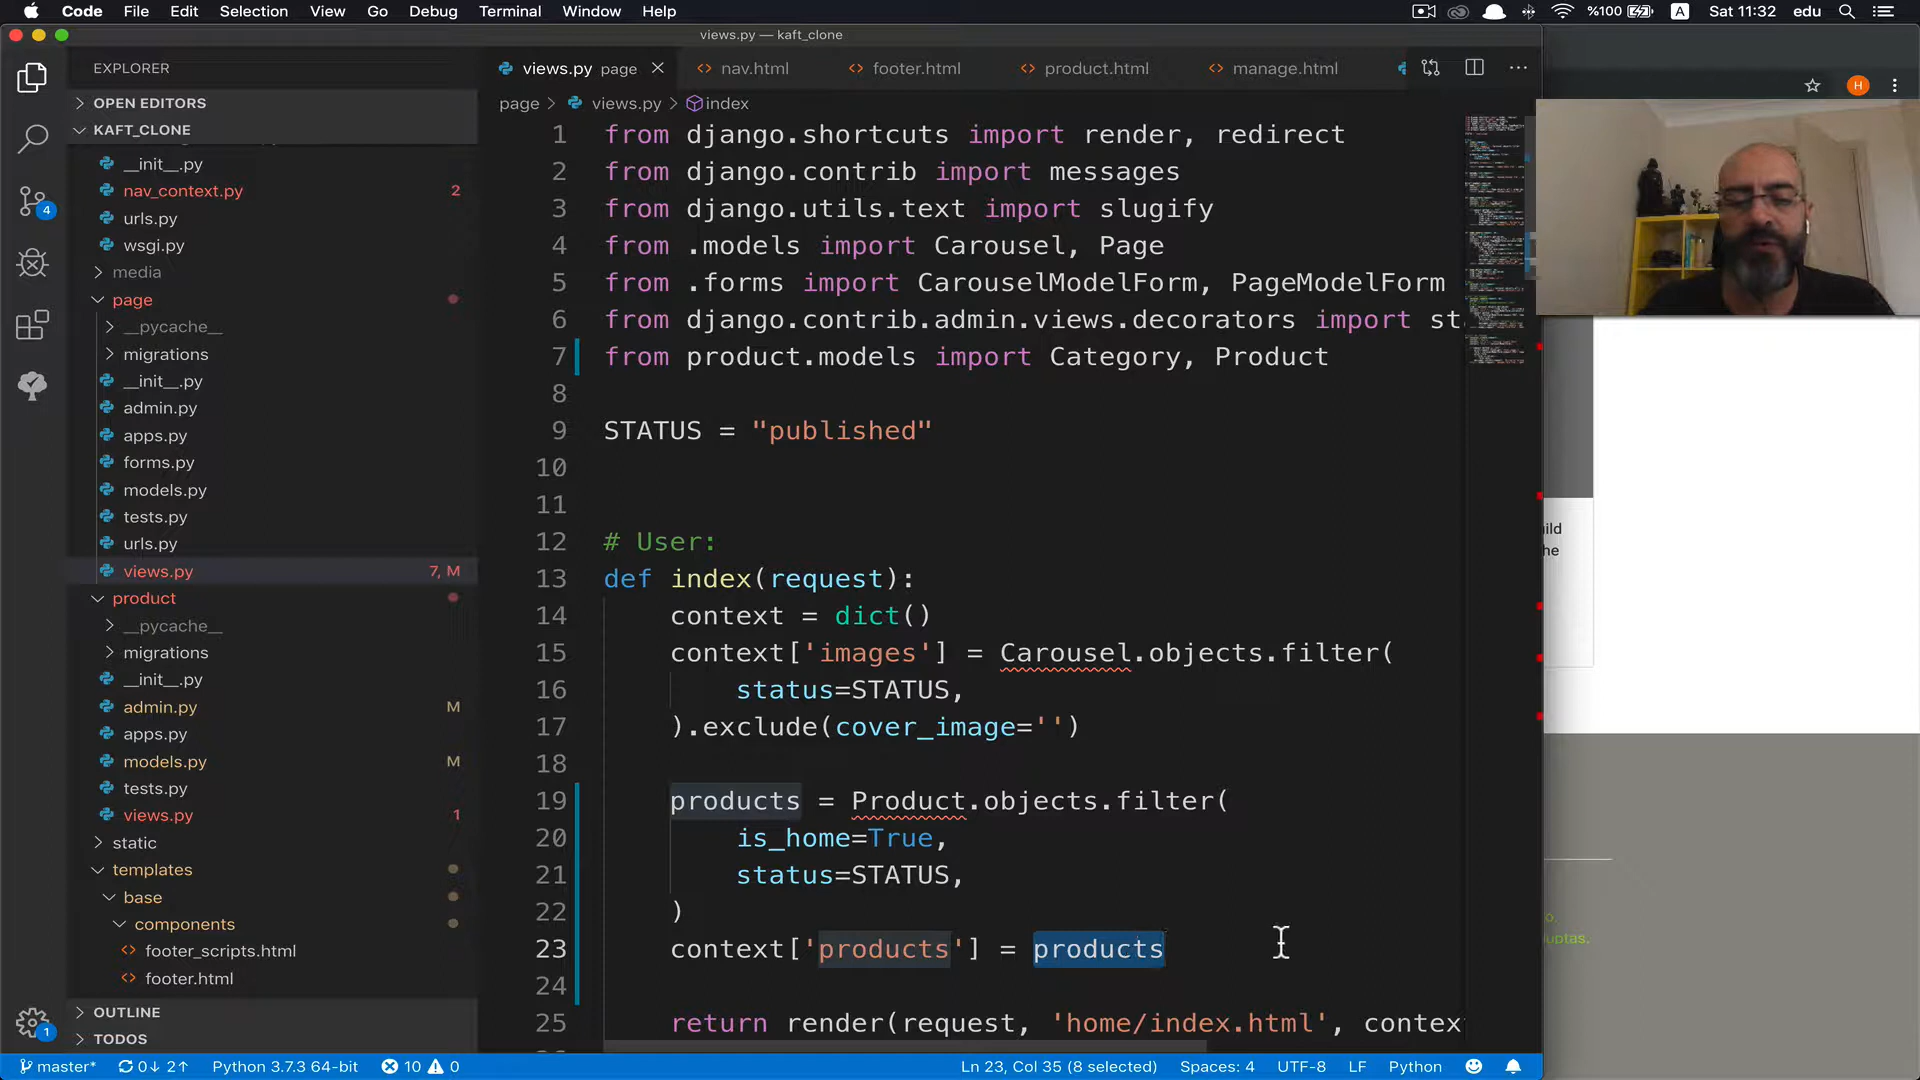 Code File Edit Selection View Go Debug Terminal Window Help %100 A Sat 11:32 edu
views.py — kaft_clone
EXPLORER
OPEN EDITORS
KAFT_CLONE
__init__.py
nav_context.py 2
urls.py
4
wsgi.py
media
page
__pycache__
migrations
__init__.py
admin.py
apps.py
forms.py
models.py
tests.py
urls.py
views.py 7, M
product
__pycache__
migrations
__init__.py
admin.py M
apps.py
models.py M
tests.py
views.py 1
static
templates
base
components
footer_scripts.html
footer.html
OUTLINE
TODOS
1
views.py page nav.html footer.html product.html manage.html
page > views.py > index
1 from django.shortcuts import render, redirect
2 from django.contrib import messages
3 from django.utils.text import slugify
4 from .models import Carousel, Page
5 from .forms import CarouselModelForm, PageModelForm
6 from django.contrib.admin.views.decorators import st
7 from product.models import Category, Product
8
9 STATUS = "published"
10
11
12 # User:
13 def index(request):
14 context = dict()
15 context['images'] = Carousel.objects.filter(
16 status=STATUS,
17 ).exclude(cover_image='')
18
19 products = Product.objects.filter(
20 is_home=True,
21 status=STATUS,
22 )
23 context['products'] = products
24
25 return render(request, 'home/index.html', contex
H
uild
he
o.
luptas.
master* 0↓ 2↑ Python 3.7.3 64-bit 10 0 Ln 23, Col 35 (8 selected) Spaces: 4 UTF-8 LF Python